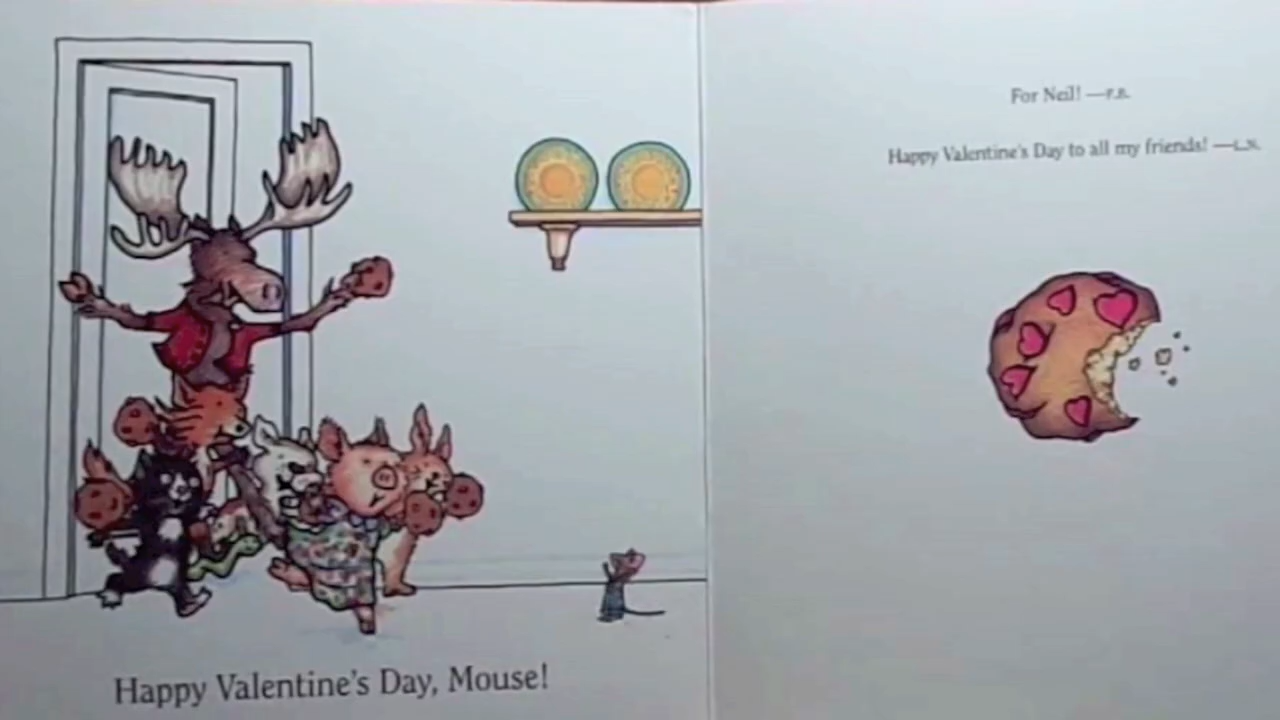 Happy Valentine's Day, Mouse!
For Neil! —F.B.
Happy Valentine's Day to all my friends! —L.N.